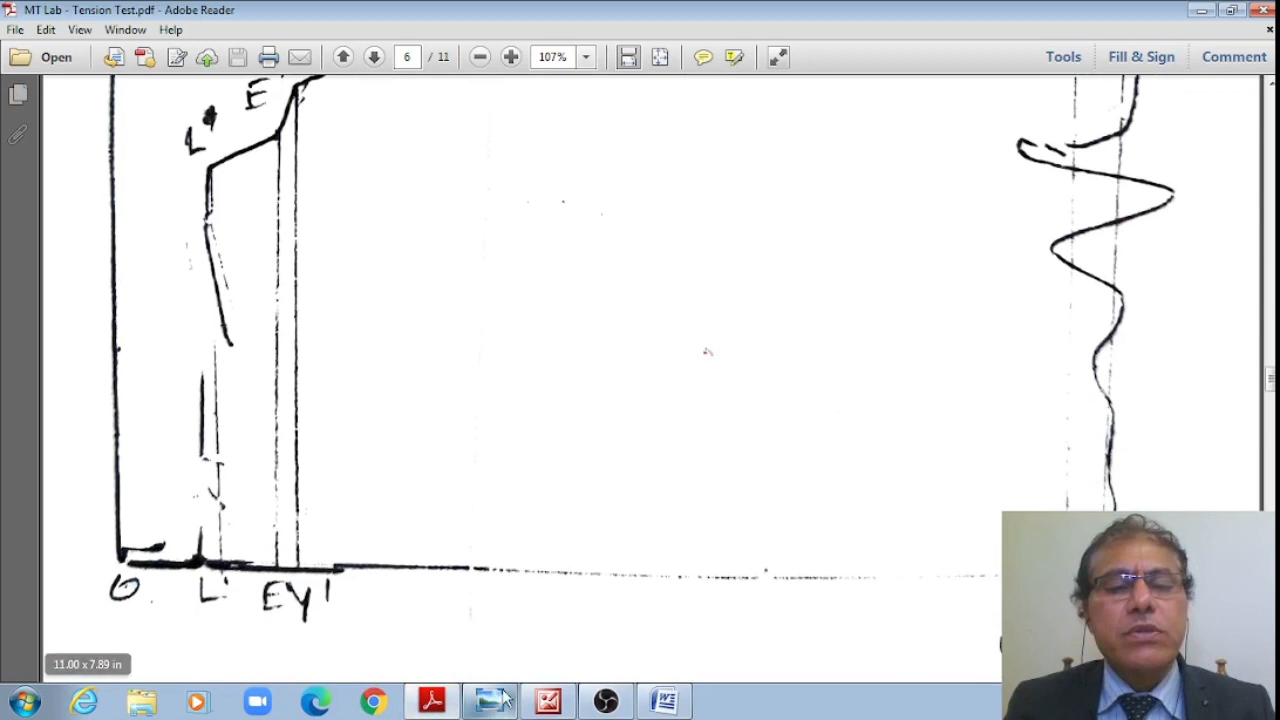 MT Lab - Tension Test.pdf - Adobe Reader
File Edit View Window Help
Open 6 / 11 107% Tools Fill & Sign Comment
E
L
O L' E Y'
11.00 x 7.89 in